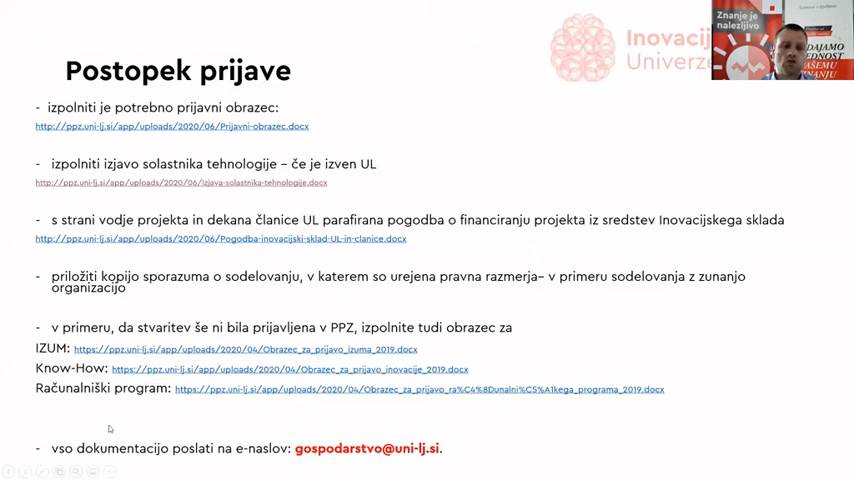 Postopek prijave
Inovacij
Univerze
Znanje je
nalezljivo
- izpolniti je potrebno prijavni obrazec:
http://ppz.uni-lj.si/app/uploads/2020/06/Prijavni-obrazec.docx
- izpolniti izjavo solastnika tehnologije – če je izven UL
http://ppz.uni-lj.si/app/uploads/2020/06/Izjava-solastnika-tehnologije.docx
- s strani vodje projekta in dekana članice UL parafirana pogodba o financiranju projekta iz sredstev Inovacijskega sklada
http://ppz.uni-lj.si/app/uploads/2020/06/Pogodba-inovacijski-sklad-UL-in-clanice.docx
- priložiti kopijo sporazuma o sodelovanju, v katerem so urejena pravna razmerja– v primeru sodelovanja z zunanjo
organizacijo
- v primeru, da stvaritev še ni bila prijavljena v PPZ, izpolnite tudi obrazec za
IZUM: https://ppz.uni-lj.si/app/uploads/2020/04/Obrazec_za_prijavo_izuma_2019.docx
Know-How: https://ppz.uni-lj.si/app/uploads/2020/04/Obrazec_za_prijavo_inovacije_2019.docx
Računalniški program: https://ppz.uni-lj.si/app/uploads/2020/04/Obrazec_za_prijavo_ra%C4%8Dunalni%C5%A1kega_programa_2019.docx
- vso dokumentacijo poslati na e-naslov: gospodarstvo@uni-lj.si.